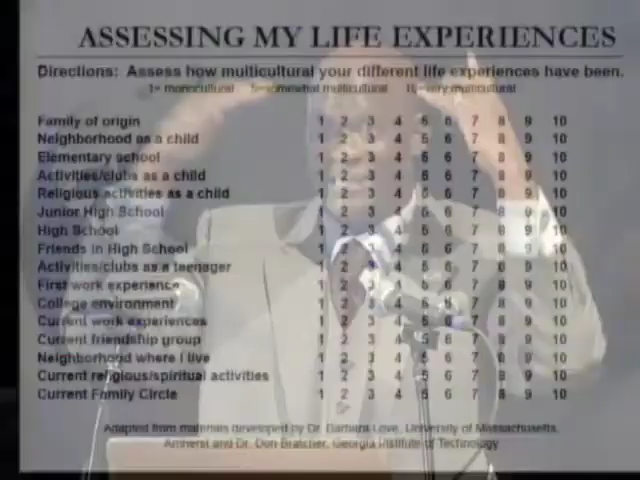 ASSESSING MY LIFE EXPERIENCES
Directions: Assess how multicultural your different life experiences have been.
1= monocultural 5=somewhat multicultural 10=very multicultural
Family of origin 1 2 3 4 5 6 7 8 9 10
Neighborhood as a child 1 2 3 4 5 6 7 8 9 10
Elementary school 1 2 3 4 5 6 7 8 9 10
Activities/clubs as a child 1 2 3 4 5 6 7 8 9 10
Religious activities as a child 1 2 3 4 5 6 7 8 9 10
Junior High School 1 2 3 4 5 6 7 8 9 10
High School 1 2 3 4 5 6 7 8 9 10
Friends in High School 1 2 3 4 5 6 7 8 9 10
Activities/clubs as a teenager 1 2 3 4 5 6 7 8 9 10
First work experience 1 2 3 4 5 6 7 8 9 10
College environment 1 2 3 4 5 6 7 8 9 10
Current work experiences 1 2 3 4 5 6 7 8 9 10
Current friendship group 1 2 3 4 5 6 7 8 9 10
Neighborhood where I live 1 2 3 4 5 6 7 8 9 10
Current religious/spiritual activities 1 2 3 4 5 6 7 8 9 10
Current Family Circle 1 2 3 4 5 6 7 8 9 10
Adapted from materials developed by Dr. Barbara Love, University of Massachusetts,
Amherst and Dr. Don Bratcher, Georgia Institute of Technology